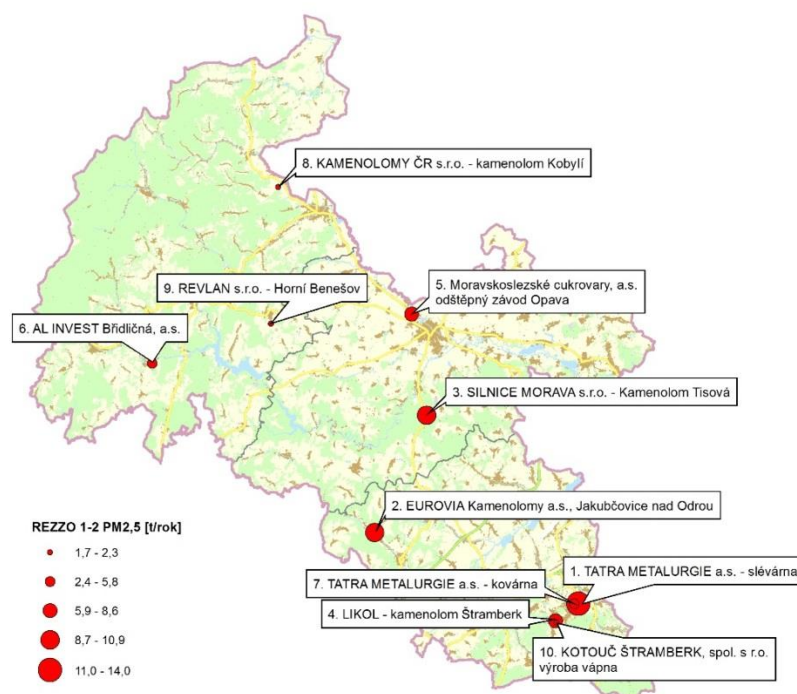 8. KAMENOLOMY ČR s.r.o. - kamenolom Kobylí
9. REVLAN s.r.o. - Horní Benešov
5. Moravskoslezské cukrovary, a.s.
odštěpný závod Opava
6. AL INVEST Břidličná, a.s.
3. SILNICE MORAVA s.r.o. - Kamenolom Tisová
2. EUROVIA Kamenolomy a.s., Jakubčovice nad Odrou
7. TATRA METALURGIE a.s. - kovárna
1. TATRA METALURGIE a.s. - slévárna
4. LIKOL - kamenolom Štramberk
10. KOTOUČ ŠTRAMBERK, spol. s r.o.
výroba vápna
REZZO 1-2 PM2,5 [t/rok]
1,7 - 2,3
2,4 - 5,8
5,9 - 8,6
8,7 - 10,9
11,0 - 14,0